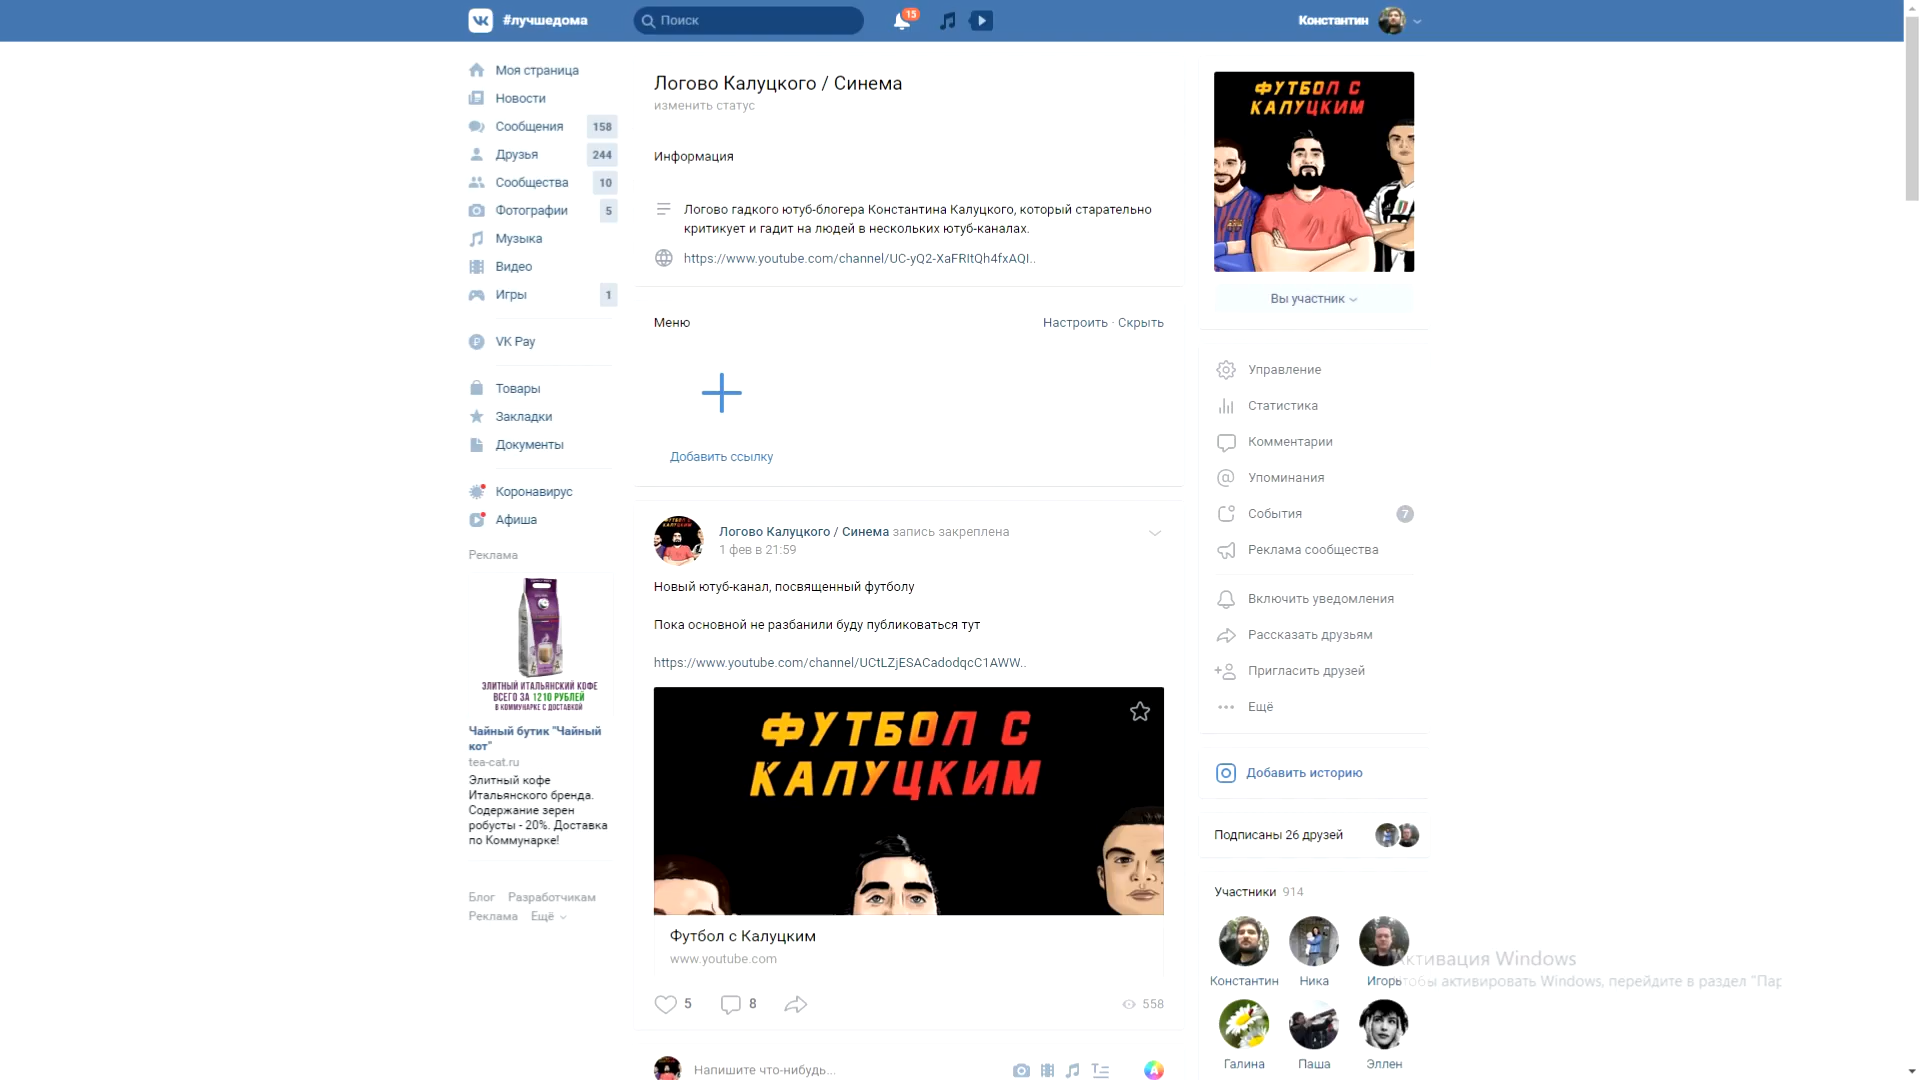 #лучшедома
Поиск
15
Константин
Моя страница
Новости
Сообщения 158
Друзья 244
Сообщества 10
Фотографии 5
Музыка
Видео
Игры 1
VK Pay
Товары
Закладки
Документы
Коронавирус
Афиша
Реклама
ЭЛИТНЫЙ ИТАЛЬЯНСКИЙ КОФЕ
ВСЕГО ЗА 1210 РУБЛЕЙ
В КОММУНАРКЕ С ДОСТАВКОЙ
Чайный бутик "Чайный
кот"
tea-cat.ru
Элитный кофе
Итальянского бренда.
Содержание зерен
робусты - 20%. Доставка
по Коммунарке!
Блог Разработчикам
Реклама Ещё
Логово Калуцкого / Синема
изменить статус
Информация
Логово гадкого ютуб-блогера Константина Калуцкого, который старательно
критикует и гадит на людей в нескольких ютуб-каналах.
https://www.youtube.com/channel/UC-yQ2-XaFRItQh4fxAQI..
Меню
Настроить · Скрыть
Добавить ссылку
Логово Калуцкого / Синема запись закреплена
1 фев в 21:59
Новый ютуб-канал, посвященный футболу
Пока основной не разбанили буду публиковаться тут
https://www.youtube.com/channel/UCtLZjESACadodqcC1AWW..
ФУТБОЛ С
КАЛУЦКИМ
Футбол с Калуцким
www.youtube.com
5 8 558
Напишите что-нибудь...
ФУТБОЛ С
КАЛУЦКИМ
Вы участник
Управление
Статистика
Комментарии
Упоминания
События 7
Реклама сообщества
Включить уведомления
Рассказать друзьям
Пригласить друзей
Ещё
Добавить историю
Подписаны 26 друзей
Участники 914
Константин Ника Игорь
Галина Паша Эллен
Активация Windows
Чтобы активировать Windows, перейдите в раздел "Пар